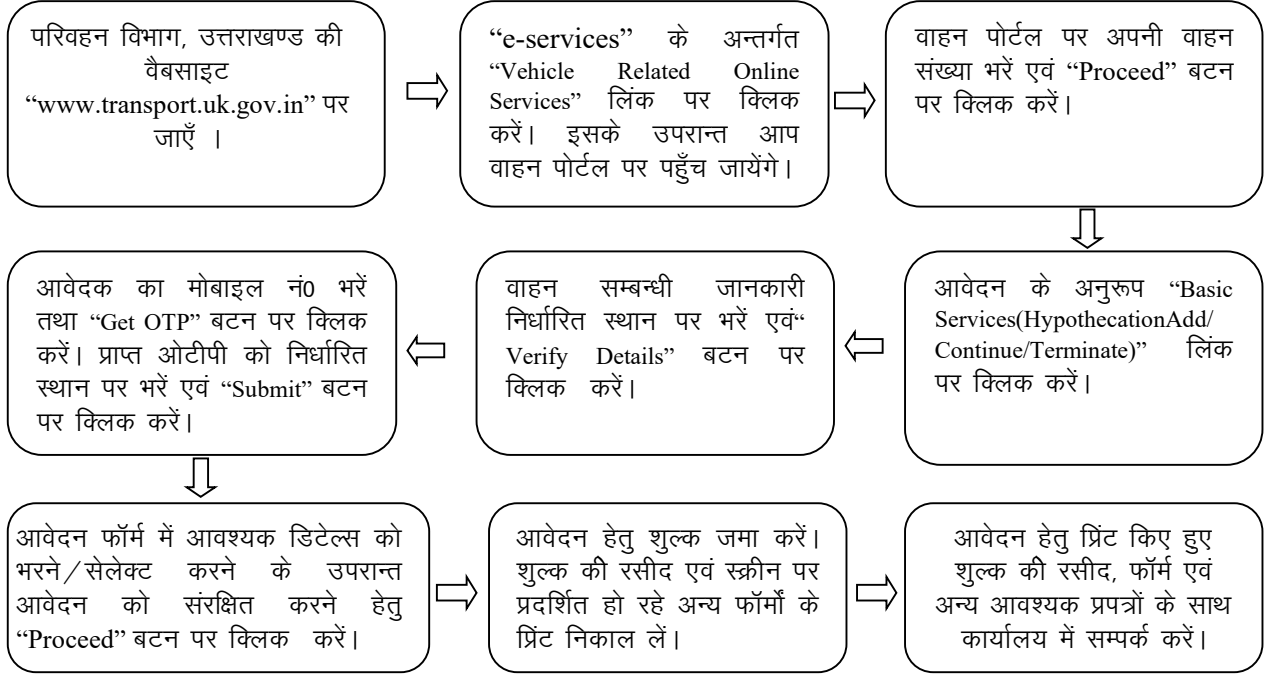 परिवहन विभाग, उत्तराखण्ड की
वैबसाइट
“www.transport.uk.gov.in” पर
जाएँ ।
“e-services” के अन्तर्गत
“Vehicle Related Online
Services” लिंक पर क्लिक
करें। इसके उपरान्त आप
वाहन पोर्टल पर पहुँच जायेंगे।
वाहन पोर्टल पर अपनी वाहन
संख्या भरें एवं “Proceed” बटन
पर क्लिक करें।
आवेदन के अनुरूप “Basic
Services(HypothecationAdd/
Continue/Terminate)” लिंक
पर क्लिक करें।
वाहन सम्बन्धी जानकारी
निर्धारित स्थान पर भरें एवं“
Verify Details” बटन पर
क्लिक करें।
आवेदक का मोबाइल नं0 भरें
तथा “Get OTP” बटन पर क्लिक
करें। प्राप्त ओटीपी को निर्धारित
स्थान पर भरें एवं “Submit” बटन
पर क्लिक करें।
आवेदन फॉर्म में आवश्यक डिटेल्स को
भरने/सेलेक्ट करने के उपरान्त
आवेदन को संरक्षित करने हेतु
“Proceed” बटन पर क्लिक करें।
आवेदन हेतु शुल्क जमा करें।
शुल्क की रसीद एवं स्क्रीन पर
प्रदर्शित हो रहे अन्य फॉर्मों के
प्रिंट निकाल लें।
आवेदन हेतु प्रिंट किए हुए
शुल्क की रसीद, फॉर्म एवं
अन्य आवश्यक प्रपत्रों के साथ
कार्यालय में सम्पर्क करें।